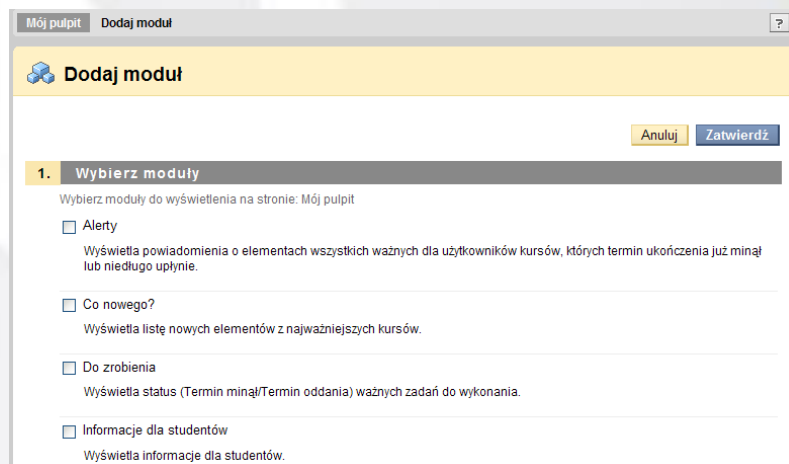 Mój pulpit Dodaj moduł ?
Dodaj moduł
Anuluj Zatwierdź
1. Wybierz moduły
Wybierz moduły do wyświetlenia na stronie: Mój pulpit
Alerty
Wyświetla powiadomienia o elementach wszystkich ważnych dla użytkowników kursów, których termin ukończenia już minął
lub niedługo upłynie.
Co nowego?
Wyświetla listę nowych elementów z najważniejszych kursów.
Do zrobienia
Wyświetla status (Termin minął/Termin oddania) ważnych zadań do wykonania.
Informacje dla studentów
Wyświetla informacje dla studentów.